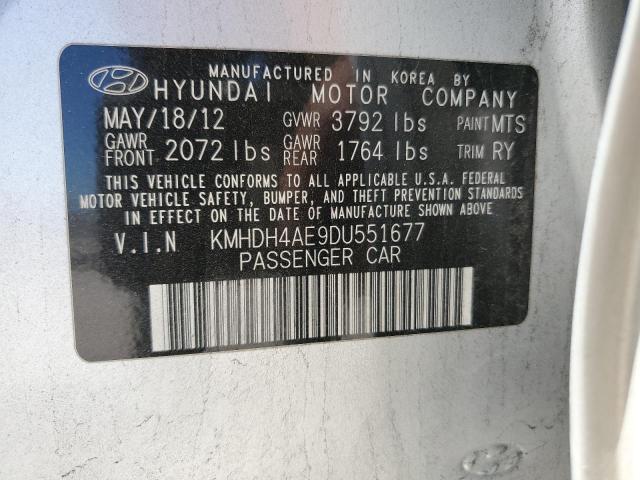 MANUFACTURED IN KOREA BY
HYUNDAI MOTOR COMPANY
MAY/18/12 GVWR 3792 lbs PAINT MTS
GAWR FRONT 2072 lbs GAWR REAR 1764 lbs TRIM RY
THIS VEHICLE CONFORMS TO ALL APPLICABLE U.S.A. FEDERAL
MOTOR VEHICLE SAFETY, BUMPER, AND THEFT PREVENTION STANDARDS
IN EFFECT ON THE DATE OF MANUFACTURE SHOWN ABOVE.
V.I.N KMHDH4AE9DU551677
PASSENGER CAR